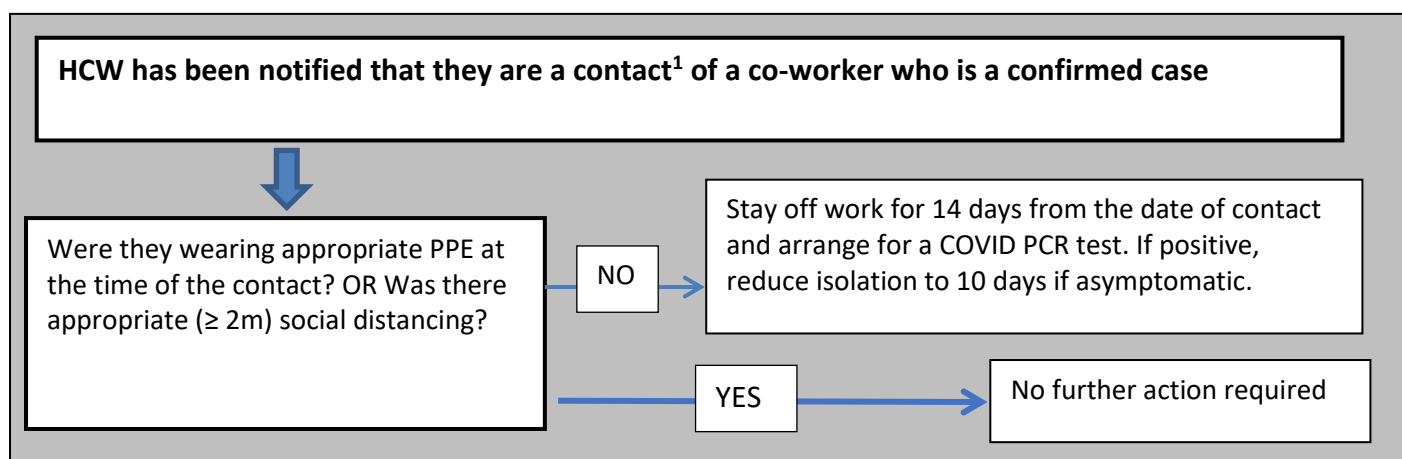 HCW has been notified that they are a contact¹ of a co-worker who is a confirmed case
Were they wearing appropriate PPE at
the time of the contact? OR Was there
appropriate (≥ 2m) social distancing?
NO
Stay off work for 14 days from the date of contact
and arrange for a COVID PCR test. If positive,
reduce isolation to 10 days if asymptomatic.
YES
No further action required